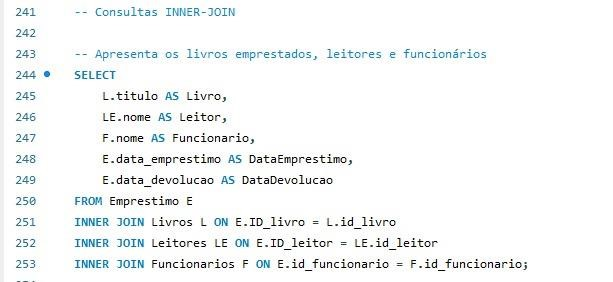 241 -- Consultas INNER-JOIN
242
243 -- Apresenta os livros emprestados, leitores e funcionários
244 SELECT
245 L.titulo AS Livro,
246 LE.nome AS Leitor,
247 F.nome AS Funcionario,
248 E.data_emprestimo AS DataEmprestimo,
249 E.data_devolucao AS DataDevolucao
250 FROM Emprestimo E
251 INNER JOIN Livros L ON E.ID_livro = L.id_livro
252 INNER JOIN Leitores LE ON E.ID_leitor = LE.id_leitor
253 INNER JOIN Funcionarios F ON E.id_funcionario = F.id_funcionario;